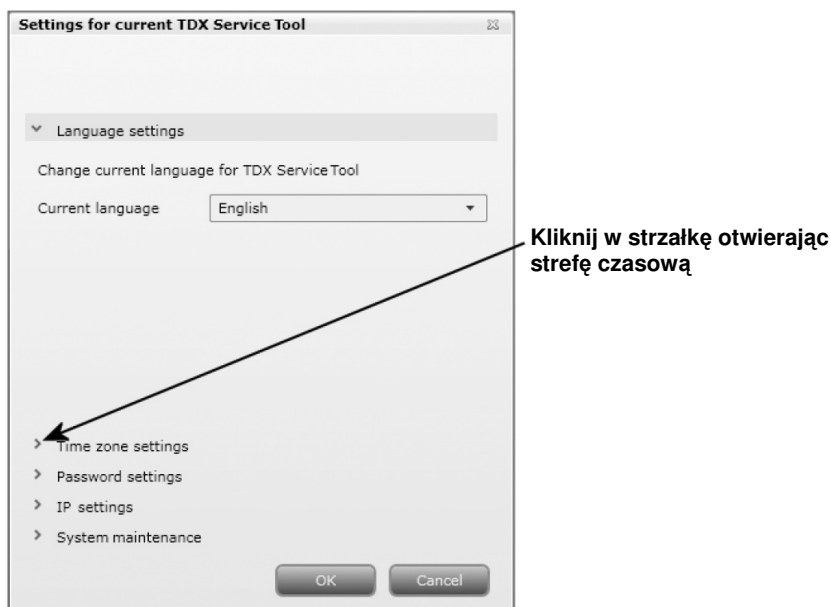 Settings for current TDX Service Tool
Language settings
Change current language for TDX Service Tool
Current language English
Kliknij w strzałkę otwierając
strefę czasową
Time zone settings
Password settings
IP settings
System maintenance
OK Cancel